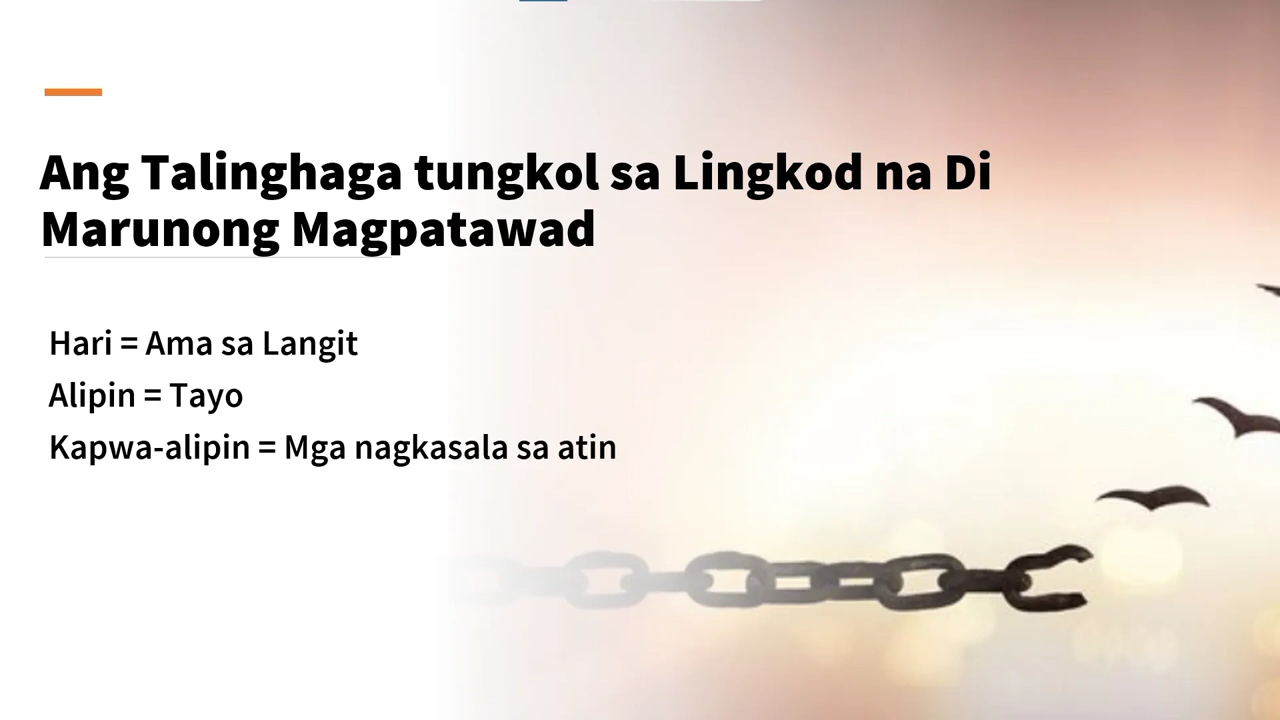 Ang Talinghaga tungkol sa Lingkod na Di
Marunong Magpatawad
Hari = Ama sa Langit
Alipin = Tayo
Kapwa-alipin = Mga nagkasala sa atin